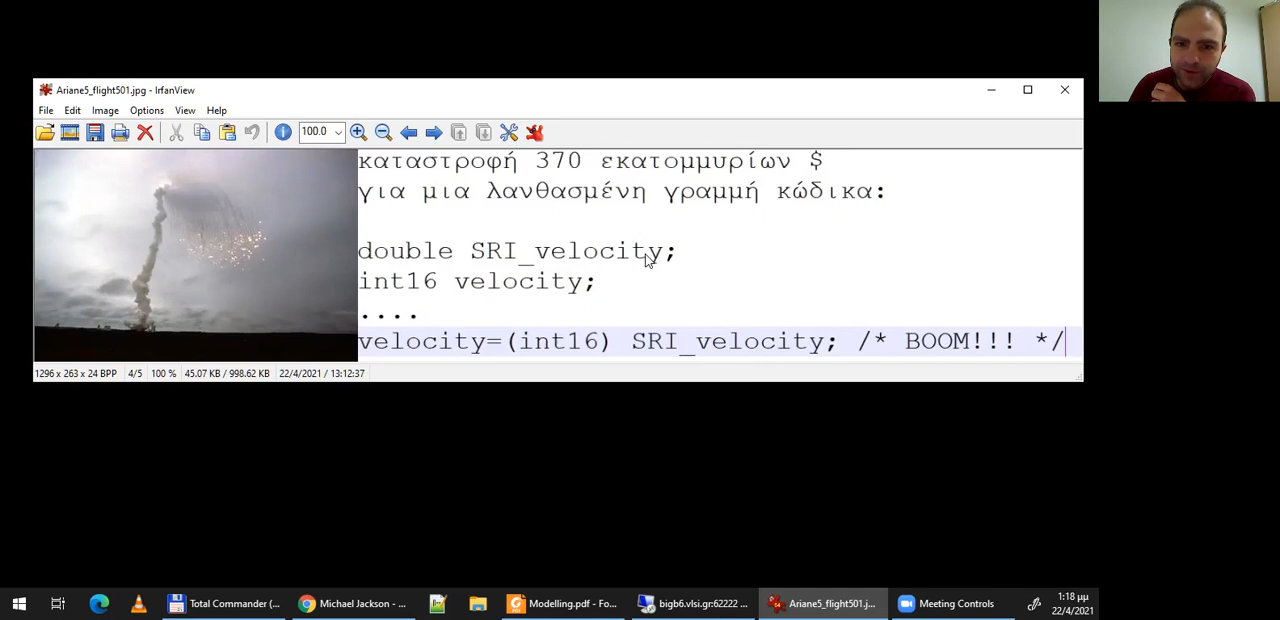 Ariane5_flight501.jpg - IrfanView
File Edit Image Options View Help
100.0
καταστροφή 370 εκατομμυρίων $
για μια λανθασμένη γραμμή κώδικα:
double SRI_velocity;
int16 velocity;
....
velocity=(int16) SRI_velocity; /* BOOM!!! */
1296 x 263 x 24 BPP 4/5 100 % 45.07 KB / 998.62 KB 22/4/2021 / 13:12:37
Total Commander (... Michael Jackson - ... Modelling.pdf - Fo... bigb6.vlsi.gr:62222 ... Ariane5_flight501.j... Meeting Controls 1:18 μμ
22/4/2021